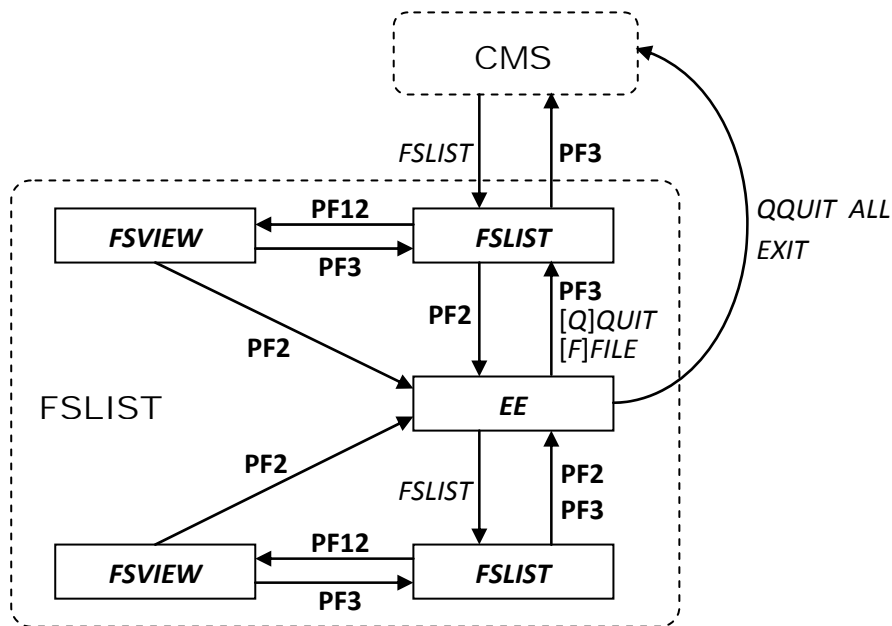 CMS
FSLIST
PF3
QQUIT ALL
EXIT
FSVIEW
PF12
PF3
FSLIST
PF2
PF2
PF3
[Q]QUIT
[F]FILE
FSLIST
EE
PF2
FSLIST
PF2
PF3
FSVIEW
PF12
PF3
FSLIST